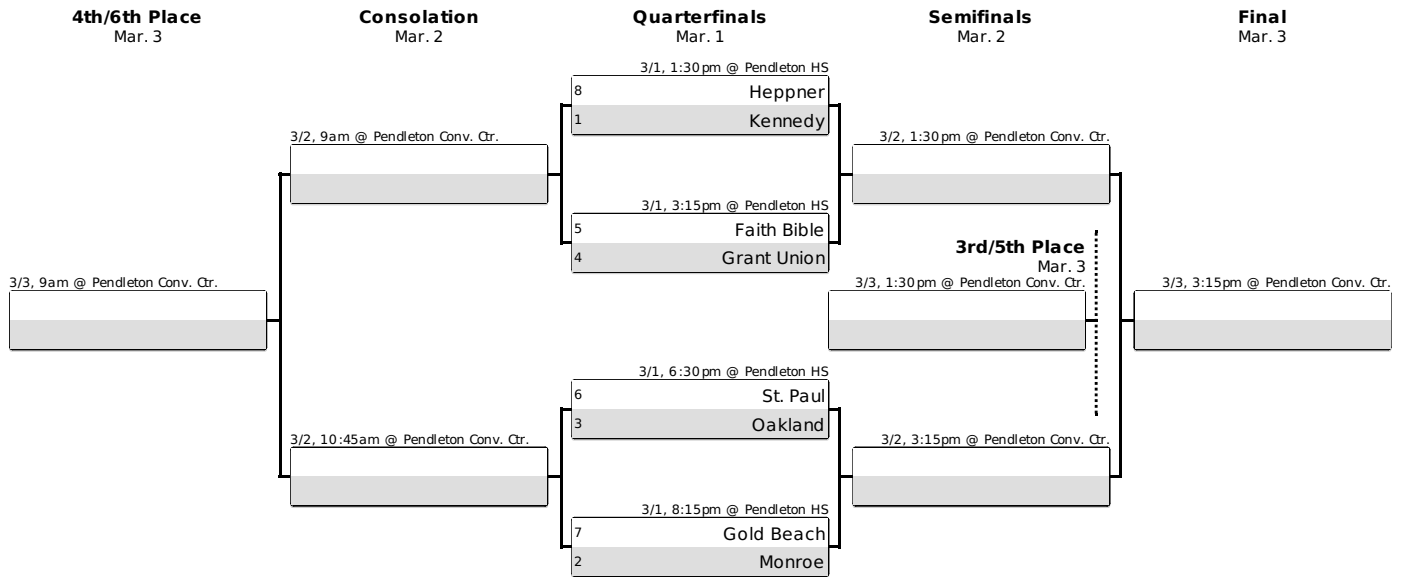 4th/6th Place
Mar. 3
Consolation
Mar. 2
Quarterfinals
Mar. 1
Semifinals
Mar. 2
Final
Mar. 3
3/1, 1:30pm @ Pendleton HS
8 Heppner
1 Kennedy
3/2, 9am @ Pendleton Conv. Ctr.
3/2, 1:30pm @ Pendleton Conv. Ctr.
3/1, 3:15pm @ Pendleton HS
5 Faith Bible
4 Grant Union
3rd/5th Place
Mar. 3
3/3, 9am @ Pendleton Conv. Ctr.
3/3, 1:30pm @ Pendleton Conv. Ctr.
3/3, 3:15pm @ Pendleton Conv. Ctr.
3/1, 6:30pm @ Pendleton HS
6 St. Paul
3 Oakland
3/2, 10:45am @ Pendleton Conv. Ctr.
3/2, 3:15pm @ Pendleton Conv. Ctr.
3/1, 8:15pm @ Pendleton HS
7 Gold Beach
2 Monroe